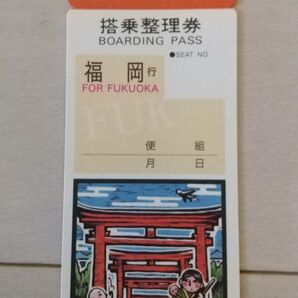 搭乗整理券
BOARDING PASS
●SEAT NO.
福岡行
FOR FUKUOKA
FUK
便 組
月 日